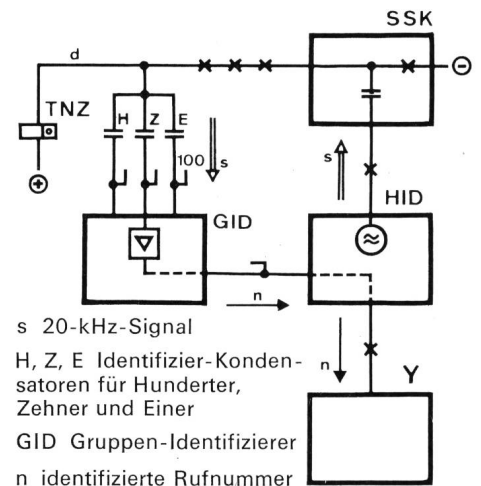 SSK
d
TNZ
H Z E
100 s
s
HID
GID
n
s 20-kHz-Signal
n
H, Z, E Identifizier-Konden-
satoren für Hunderter,
Zehner und Einer
Y
GID Gruppen-Identifizierer
n identifizierte Rufnummer